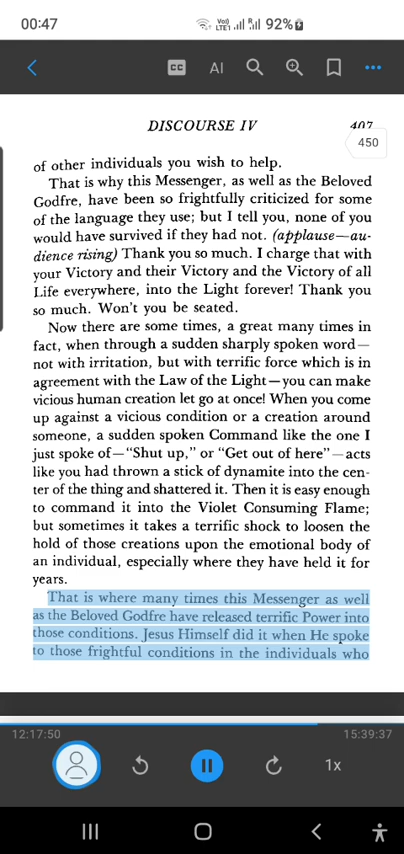 00:47
Vo) R
LTE1 92%
CC AI
DISCOURSE IV 407
450
of other individuals you wish to help.
That is why this Messenger, as well as the Beloved
Godfre, have been so frightfully criticized for some
of the language they use; but I tell you, none of you
would have survived if they had not. (applause—au-
dience rising) Thank you so much. I charge that with
your Victory and their Victory and the Victory of all
Life everywhere, into the Light forever! Thank you
so much. Won't you be seated.
Now there are some times, a great many times in
fact, when through a sudden sharply spoken word—
not with irritation, but with terrific force which is in
agreement with the Law of the Light—you can make
vicious human creation let go at once! When you come
up against a vicious condition or a creation around
someone, a sudden spoken Command like the one I
just spoke of—"Shut up," or "Get out of here"—acts
like you had thrown a stick of dynamite into the cen-
ter of the thing and shattered it. Then it is easy enough
to command it into the Violet Consuming Flame;
but sometimes it takes a terrific shock to loosen the
hold of those creations upon the emotional body of
an individual, especially where they have held it for
years.
That is where many times this Messenger as well
as the Beloved Godfre have released terrific Power into
those conditions. Jesus Himself did it when He spoke
to those frightful conditions in the individuals who
12:17:50 15:39:37
1x